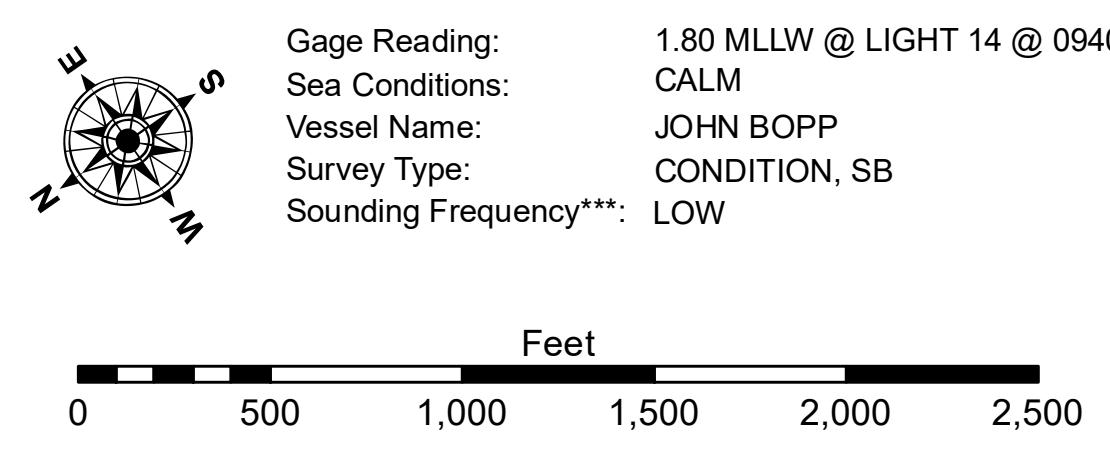 E
S
N
W
Gage Reading: 1.80 MLLW @ LIGHT 14 @ 094
Sea Conditions: CALM
Vessel Name: JOHN BOPP
Survey Type: CONDITION, SB
Sounding Frequency***: LOW
Feet
0 500 1,000 1,500 2,000 2,500